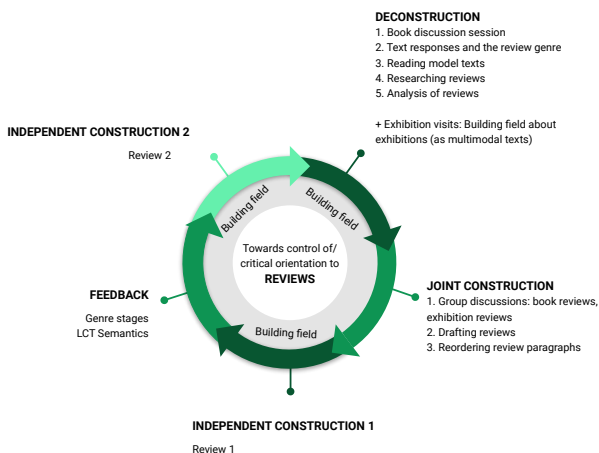 DECONSTRUCTION
1. Book discussion session
2. Text responses and the review genre
3. Reading model texts
4. Researching reviews
5. Analysis of reviews
+ Exhibition visits: Building field about
exhibitions (as multimodal texts)
INDEPENDENT CONSTRUCTION 2
Review 2
Building field
Building field
Towards control of/
critical orientation to
REVIEWS
Building field
JOINT CONSTRUCTION
1. Group discussions: book reviews,
exhibition reviews
2. Drafting reviews
3. Reordering review paragraphs
FEEDBACK
Genre stages
LCT Semantics
INDEPENDENT CONSTRUCTION 1
Review 1